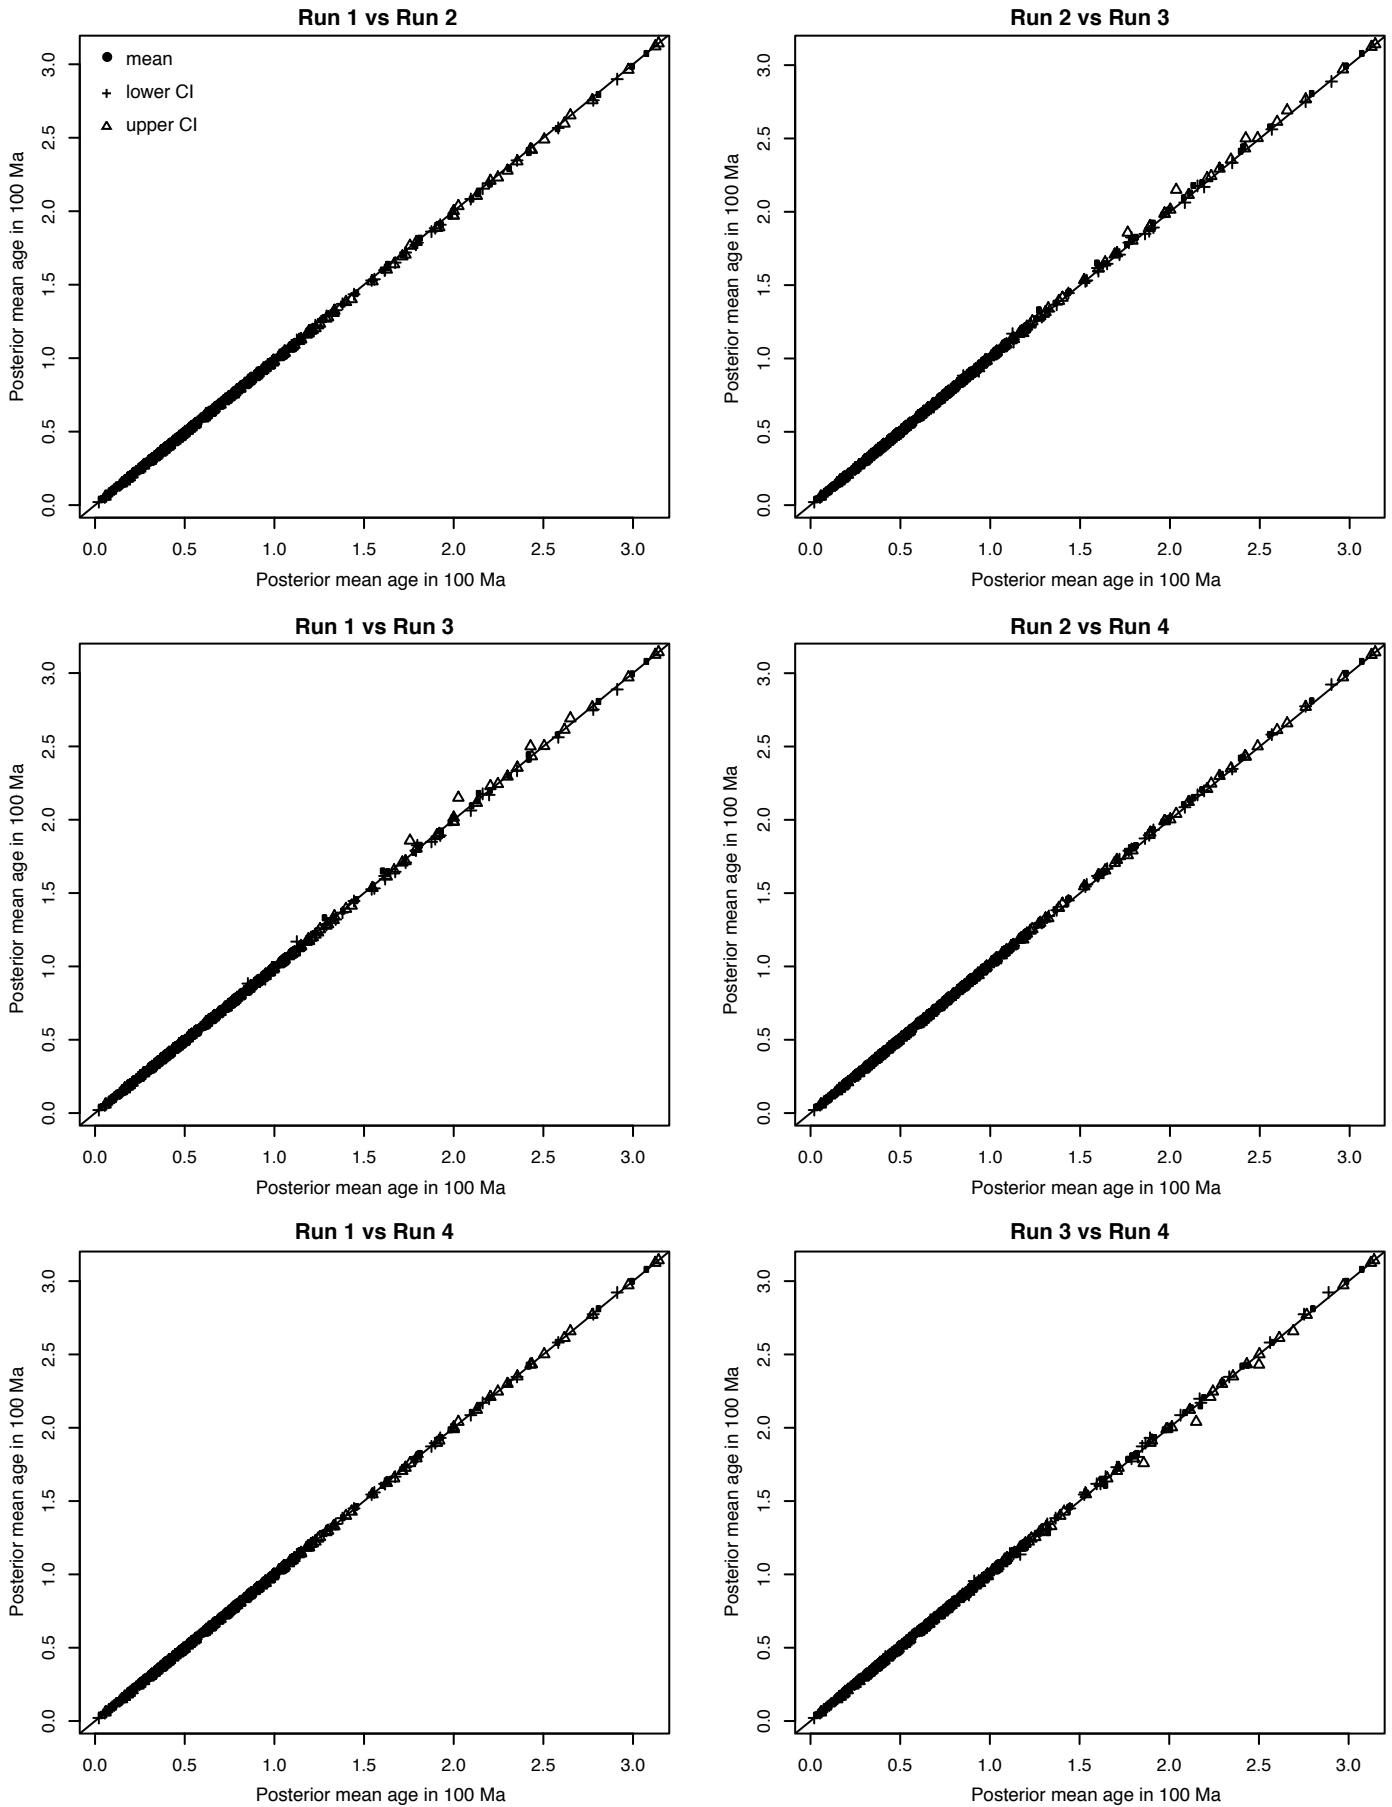 Run 1 vs Run 2
mean
lower CI
upper CI
Posterior mean age in 100 Ma
0.0 0.5 1.0 1.5 2.0 2.5 3.0
0.0 0.5 1.0 1.5 2.0 2.5 3.0
Posterior mean age in 100 Ma
Run 2 vs Run 3
Posterior mean age in 100 Ma
0.0 0.5 1.0 1.5 2.0 2.5 3.0
0.0 0.5 1.0 1.5 2.0 2.5 3.0
Posterior mean age in 100 Ma
Run 1 vs Run 3
Posterior mean age in 100 Ma
0.0 0.5 1.0 1.5 2.0 2.5 3.0
0.0 0.5 1.0 1.5 2.0 2.5 3.0
Posterior mean age in 100 Ma
Run 2 vs Run 4
Posterior mean age in 100 Ma
0.0 0.5 1.0 1.5 2.0 2.5 3.0
0.0 0.5 1.0 1.5 2.0 2.5 3.0
Posterior mean age in 100 Ma
Run 1 vs Run 4
Posterior mean age in 100 Ma
0.0 0.5 1.0 1.5 2.0 2.5 3.0
0.0 0.5 1.0 1.5 2.0 2.5 3.0
Posterior mean age in 100 Ma
Run 3 vs Run 4
Posterior mean age in 100 Ma
0.0 0.5 1.0 1.5 2.0 2.5 3.0
0.0 0.5 1.0 1.5 2.0 2.5 3.0
Posterior mean age in 100 Ma